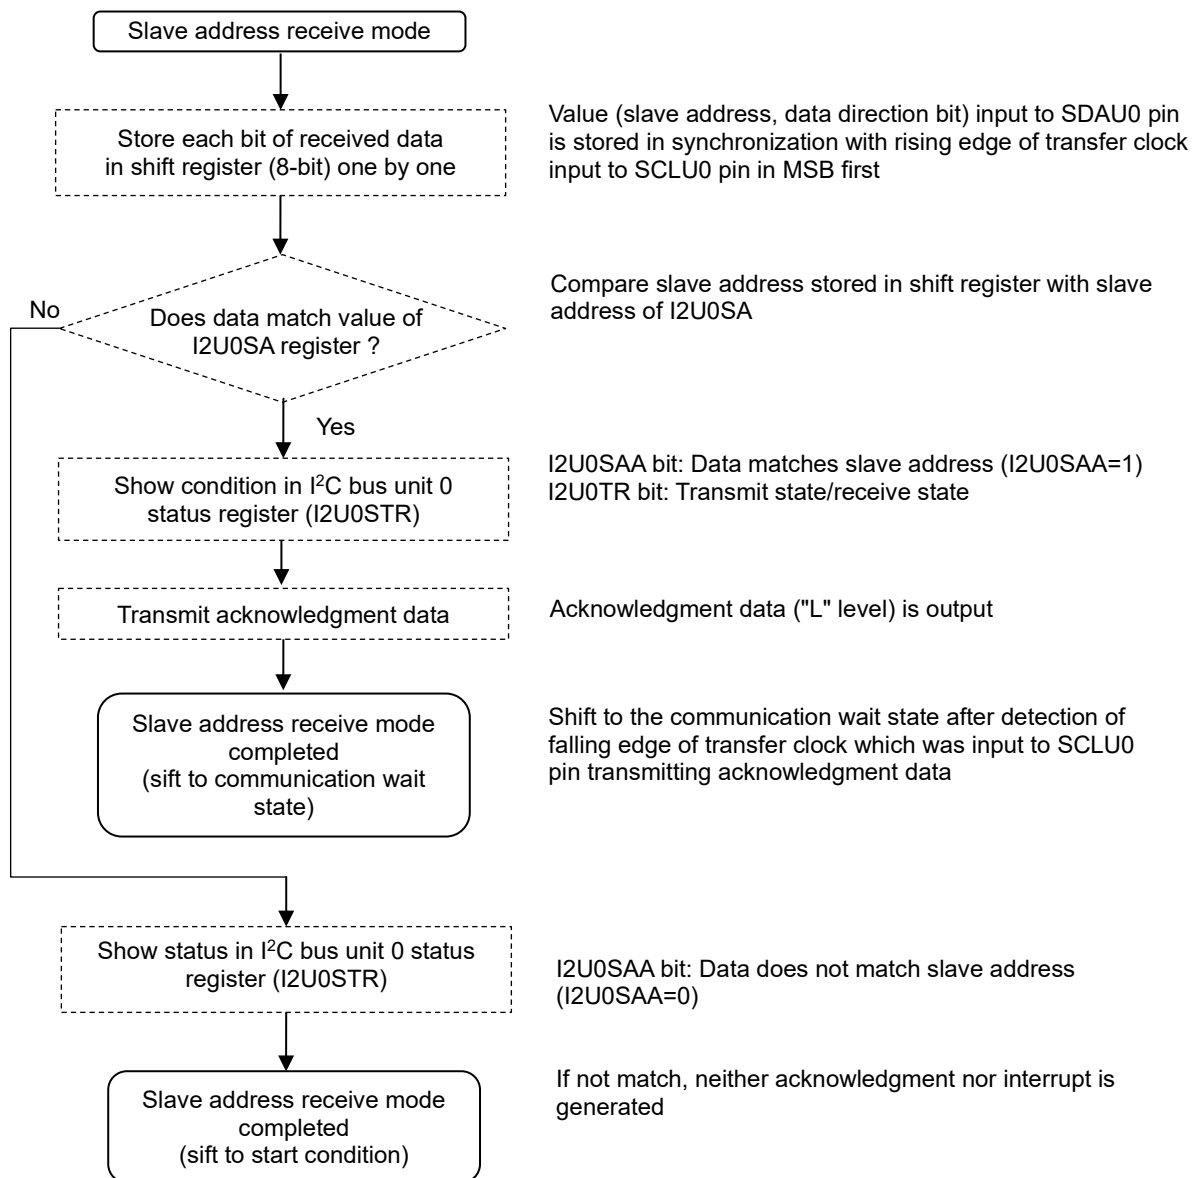 Slave address receive mode
Store each bit of received data
in shift register (8-bit) one by one
Value (slave address, data direction bit) input to SDAU0 pin
is stored in synchronization with rising edge of transfer clock
input to SCLU0 pin in MSB first
No
Does data match value of
I2U0SA register ?
Compare slave address stored in shift register with slave
address of I2U0SA
Yes
Show condition in I²C bus unit 0
status register (I2U0STR)
I2U0SAA bit: Data matches slave address (I2U0SAA=1)
I2U0TR bit: Transmit state/receive state
Transmit acknowledgment data
Acknowledgment data ("L" level) is output
Slave address receive mode
completed
(sift to communication wait
state)
Shift to the communication wait state after detection of
falling edge of transfer clock which was input to SCLU0
pin transmitting acknowledgment data
Show status in I²C bus unit 0 status
register (I2U0STR)
I2U0SAA bit: Data does not match slave address
(I2U0SAA=0)
Slave address receive mode
completed
(sift to start condition)
If not match, neither acknowledgment nor interrupt is
generated